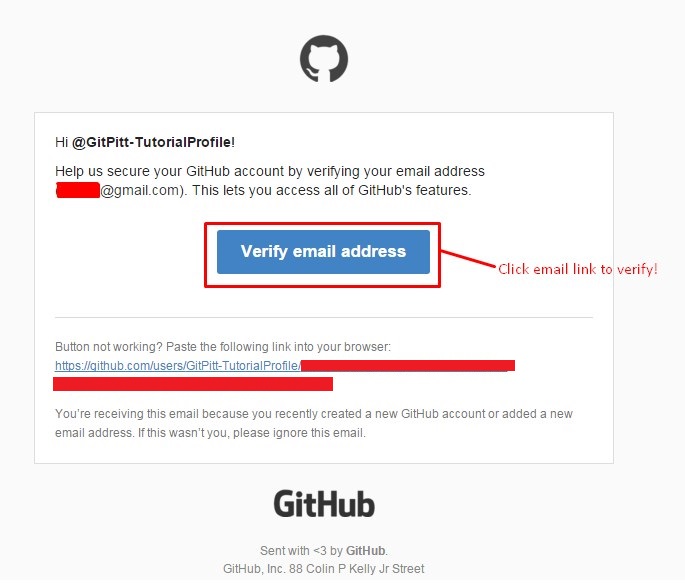 Hi @GitPitt-TutorialProfile!
Help us secure your GitHub account by verifying your email address
@gmail.com). This lets you access all of GitHub's features.
Verify email address
Click email link to verify!
Button not working? Paste the following link into your browser:
https://github.com/users/GitPitt-TutorialProfile/
You’re receiving this email because you recently created a new GitHub account or added a new
email address. If this wasn’t you, please ignore this email.
GitHub
Sent with <3 by GitHub.
GitHub, Inc. 88 Colin P Kelly Jr Street